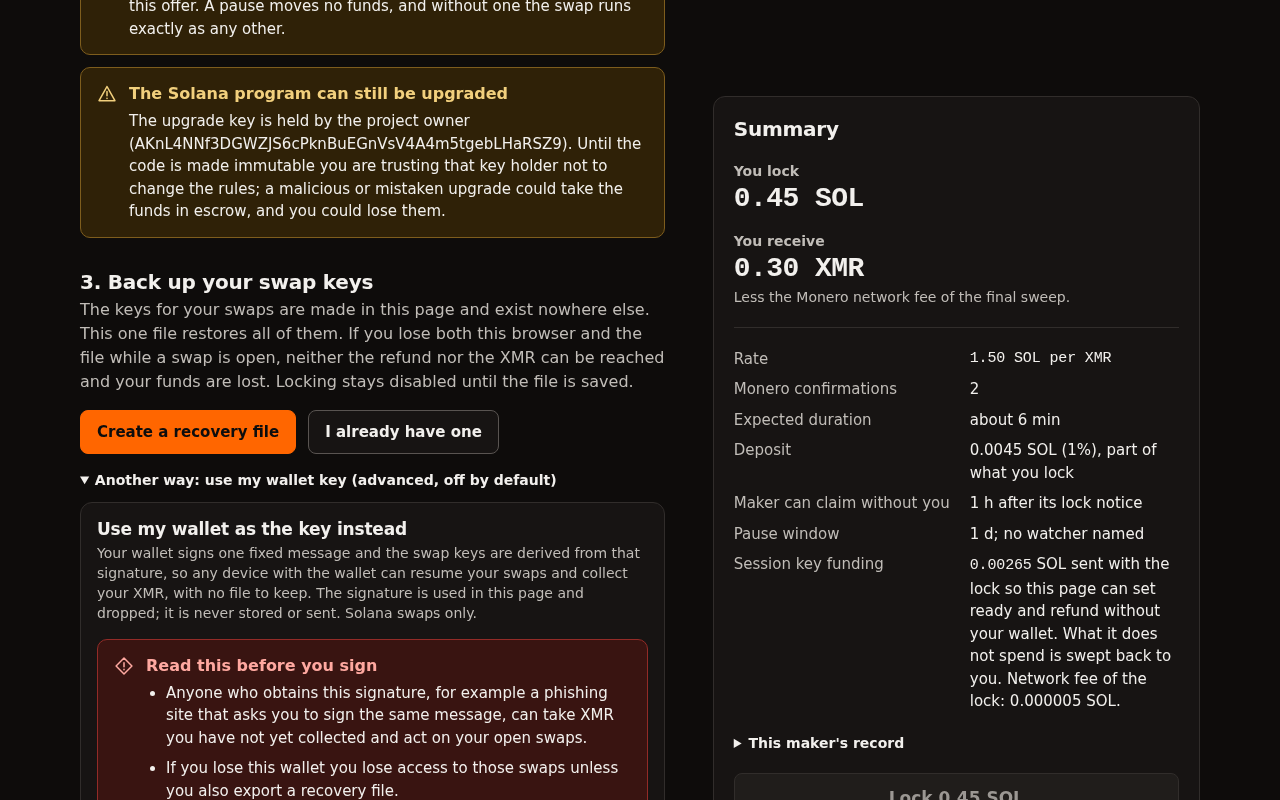 this offer. A pause moves no funds, and without one the swap runs
exactly as any other.
The Solana program can still be upgraded
The upgrade key is held by the project owner
(AKnL4NNf3DGWZJS6cPknBuEGnVsV4A4m5tgebLHaRSZ9). Until the
code is made immutable you are trusting that key holder not to
change the rules; a malicious or mistaken upgrade could take the
funds in escrow, and you could lose them.
3. Back up your swap keys
The keys for your swaps are made in this page and exist nowhere else.
This one file restores all of them. If you lose both this browser and the
file while a swap is open, neither the refund nor the XMR can be reached
and your funds are lost. Locking stays disabled until the file is saved.
Create a recovery file
I already have one
Another way: use my wallet key (advanced, off by default)
Use my wallet as the key instead
Your wallet signs one fixed message and the swap keys are derived from that
signature, so any device with the wallet can resume your swaps and collect
your XMR, with no file to keep. The signature is used in this page and
dropped; it is never stored or sent. Solana swaps only.
Read this before you sign
• Anyone who obtains this signature, for example a phishing
site that asks you to sign the same message, can take XMR
you have not yet collected and act on your open swaps.
• If you lose this wallet you lose access to those swaps unless
you also export a recovery file.
Summary
You lock
0.45 SOL
You receive
0.30 XMR
Less the Monero network fee of the final sweep.
Rate
1.50 SOL per XMR
Monero confirmations
2
Expected duration
about 6 min
Deposit
0.0045 SOL (1%), part of
what you lock
Maker can claim without you
1 h after its lock notice
Pause window
1 d; no watcher named
Session key funding
0.00265 SOL sent with the
lock so this page can set
ready and refund without
your wallet. What it does
not spend is swept back to
you. Network fee of the
lock: 0.000005 SOL.
This maker's record
Lock 0.45 SOL